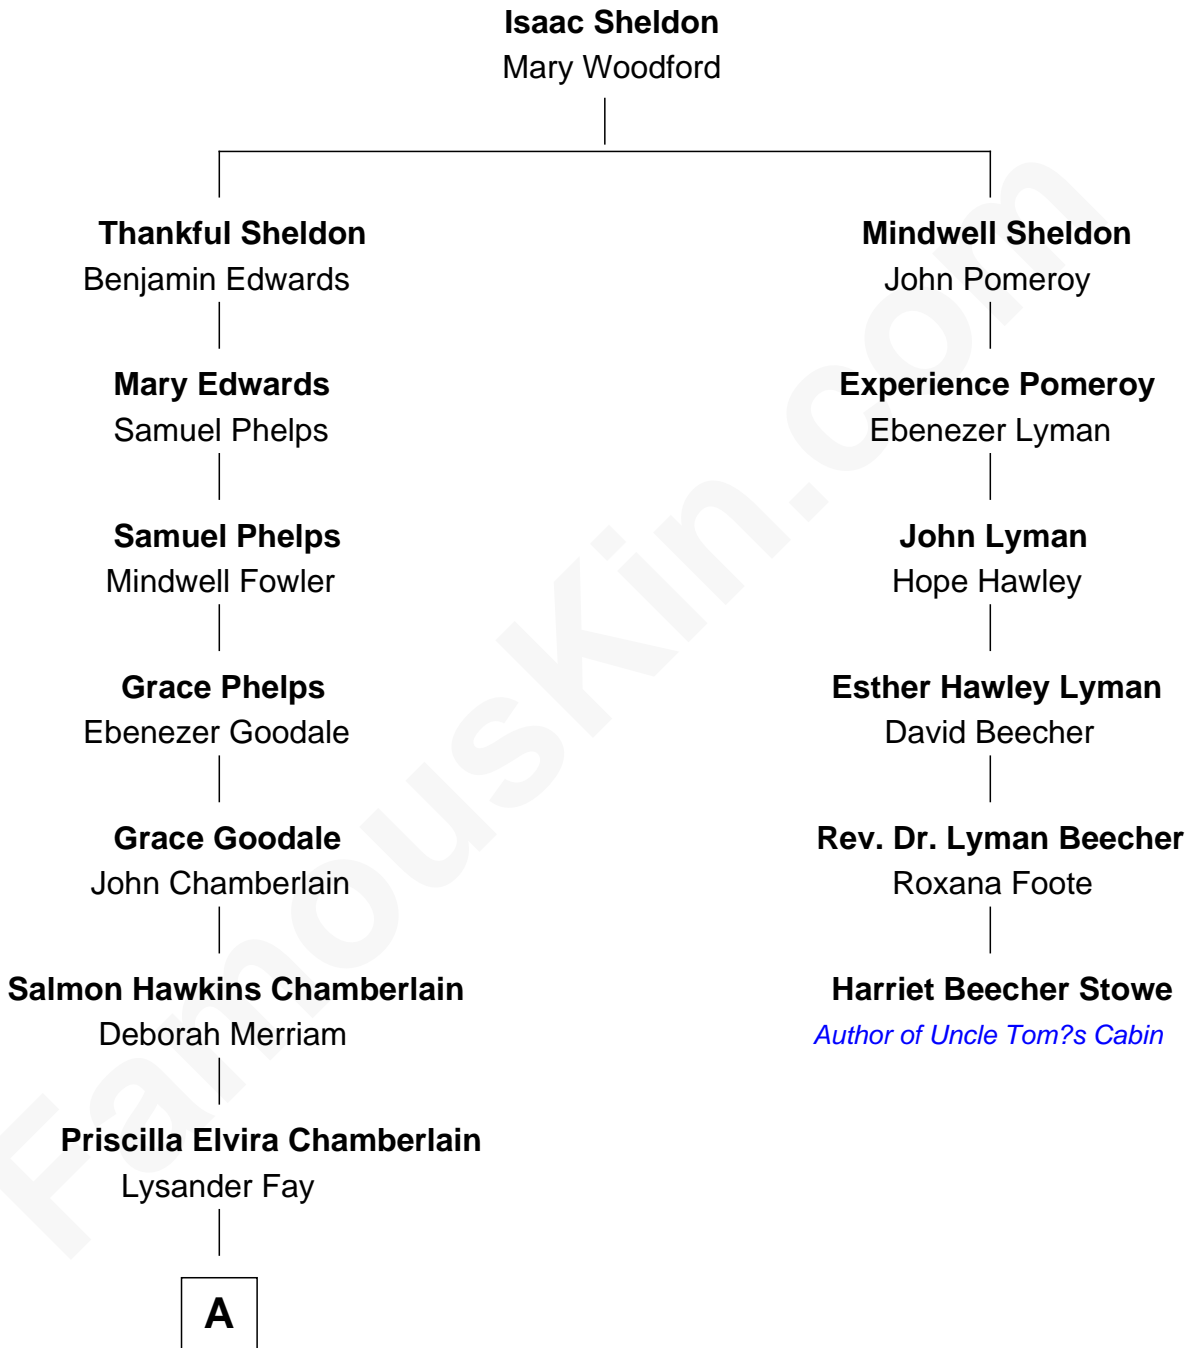 Isaac Sheldon
Mary Woodford
Thankful Sheldon
Benjamin Edwards
Mary Edwards
Samuel Phelps
Samuel Phelps
Mindwell Fowler
Grace Phelps
Ebenezer Goodale
Grace Goodale
John Chamberlain
Salmon Hawkins Chamberlain
Deborah Merriam
Priscilla Elvira Chamberlain
Lysander Fay
A
Mindwell Sheldon
John Pomeroy
Experience Pomeroy
Ebenezer Lyman
John Lyman
Hope Hawley
Esther Hawley Lyman
David Beecher
Rev. Dr. Lyman Beecher
Roxana Foote
Harriet Beecher Stowe
Author of Uncle Tom?s Cabin
FamousKin.com